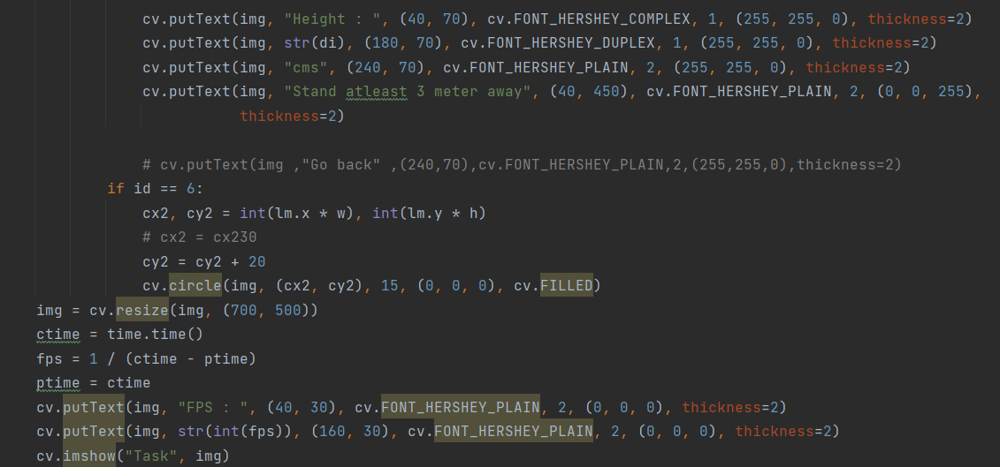 cv.putText(img, "Height : ", (40, 70), cv.FONT_HERSHEY_COMPLEX, 1, (255, 255, 0), thickness=2)
cv.putText(img, str(di), (180, 70), cv.FONT_HERSHEY_DUPLEX, 1, (255, 255, 0), thickness=2)
cv.putText(img, "cms", (240, 70), cv.FONT_HERSHEY_PLAIN, 2, (255, 255, 0), thickness=2)
cv.putText(img, "Stand atleast 3 meter away", (40, 450), cv.FONT_HERSHEY_PLAIN, 2, (0, 0, 255),
thickness=2)
# cv.putText(img ,"Go back" ,(240,70),cv.FONT_HERSHEY_PLAIN,2,(255,255,0),thickness=2)
if id == 6:
cx2, cy2 = int(lm.x * w), int(lm.y * h)
# cx2 = cx230
cy2 = cy2 + 20
cv.circle(img, (cx2, cy2), 15, (0, 0, 0), cv.FILLED)
img = cv.resize(img, (700, 500))
ctime = time.time()
fps = 1 / (ctime - ptime)
ptime = ctime
cv.putText(img, "FPS : ", (40, 30), cv.FONT_HERSHEY_PLAIN, 2, (0, 0, 0), thickness=2)
cv.putText(img, str(int(fps)), (160, 30), cv.FONT_HERSHEY_PLAIN, 2, (0, 0, 0), thickness=2)
cv.imshow("Task", img)